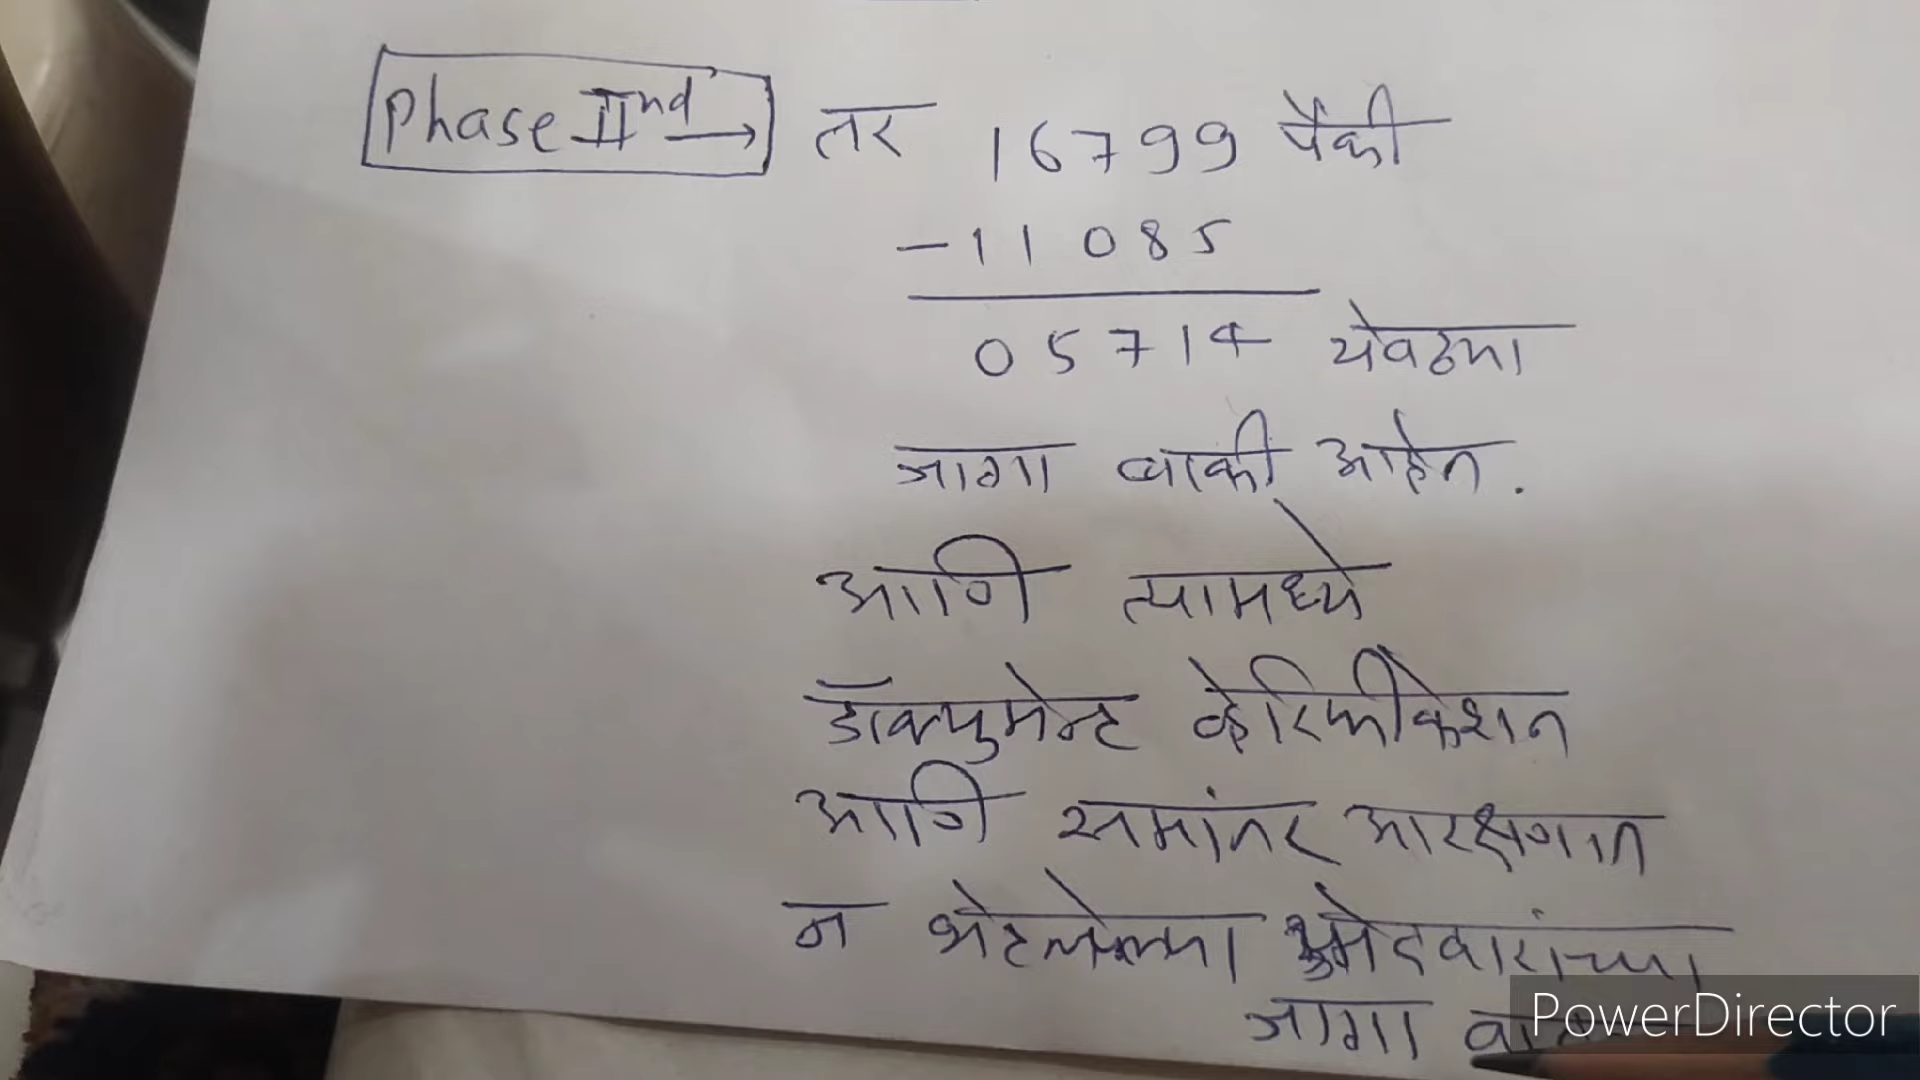 Phase IInd → तर 16799 पैकी
- 11085
05714 येवढ्या
जागा बाकी आहेत.
आणि त्यामध्ये
डॉक्युमेन्ट व्हेरिफीकेशन
आणि समांतर आरक्षणात
न भेटलेल्या उमेदवारांच्या
जागा
PowerDirector